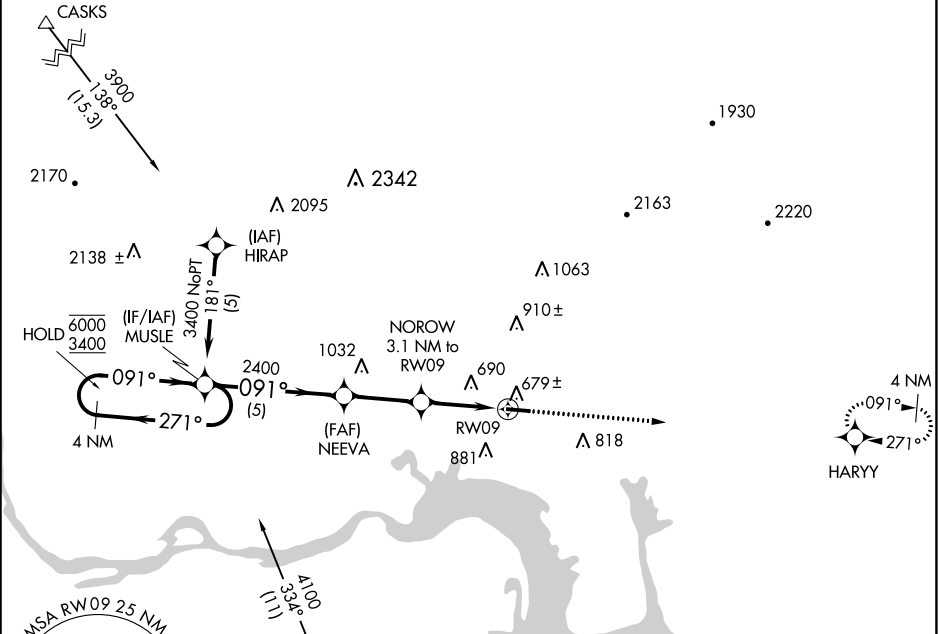 CASKS
3900
138°
(15.3)
1930
2170
2342
2095
2163
2220
2138 ±
(IAF)
HIRAP
1063
3400 NoPT
181°
(5)
910 ±
HOLD
6000
3400
(IF/IAF)
MUSLE
NOROW
3.1 NM to
RW09
1032
2400
690
091°
091°
(5)
679 ±
4 NM
091°
271°
4 NM
(FAF)
NEEVA
RW09
881
818
271°
HARYY
4100
334°
(11)
MSA RW09 25 NM